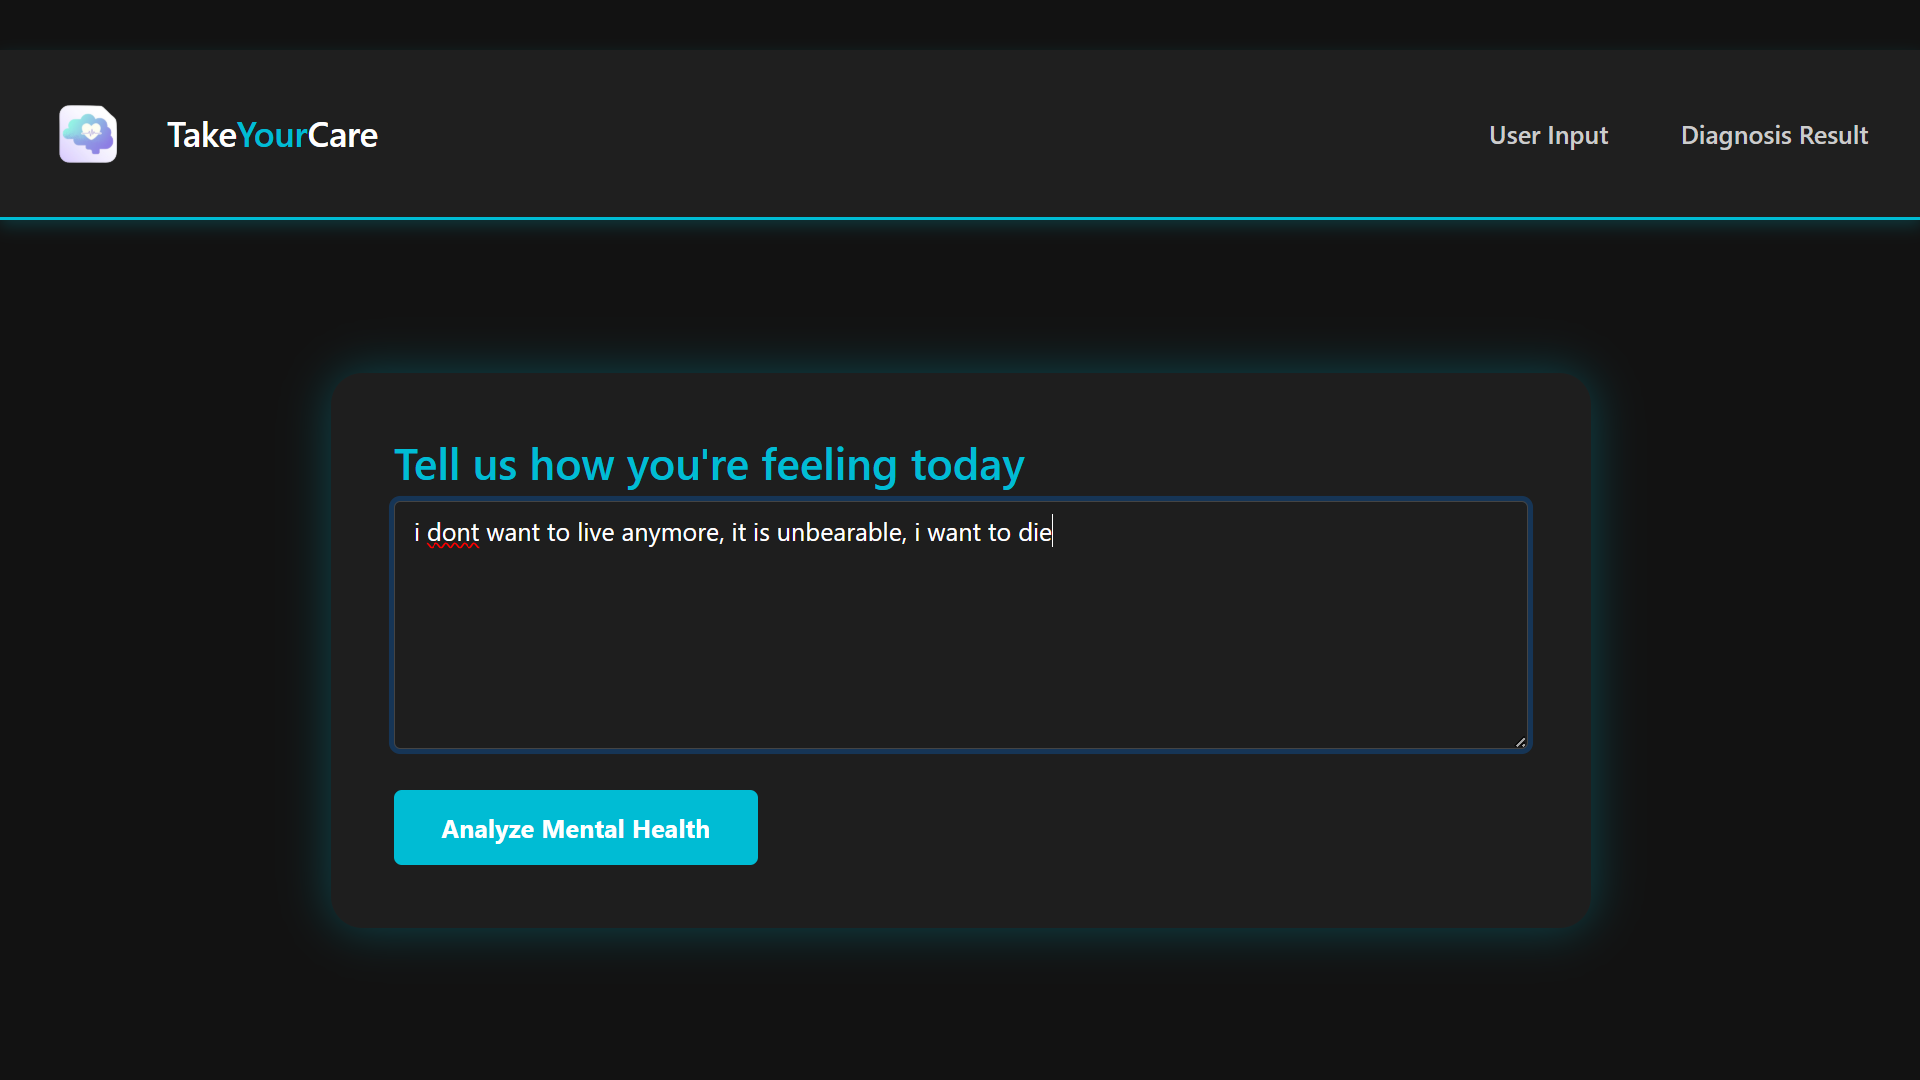 TakeYourCare
User Input
Diagnosis Result
Tell us how you're feeling today
i dont want to live anymore, it is unbearable, i want to die
Analyze Mental Health